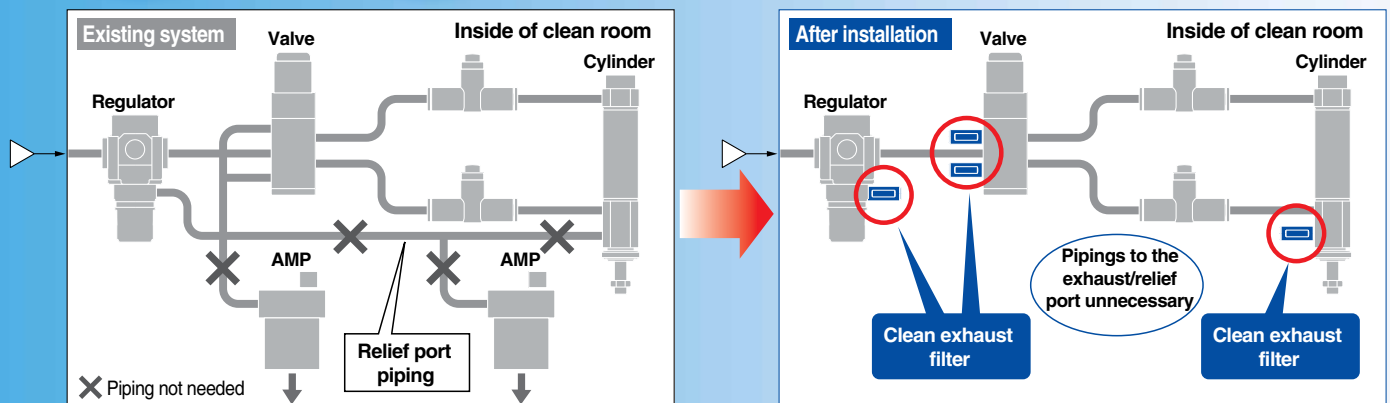 Existing system
Valve
Inside of clean room
Cylinder
Regulator
AMP
AMP
Relief port
piping
Piping not needed
After installation
Valve
Inside of clean room
Cylinder
Regulator
Pipings to the
exhaust/relief
port unnecessary
Clean exhaust
filter
Clean exhaust
filter